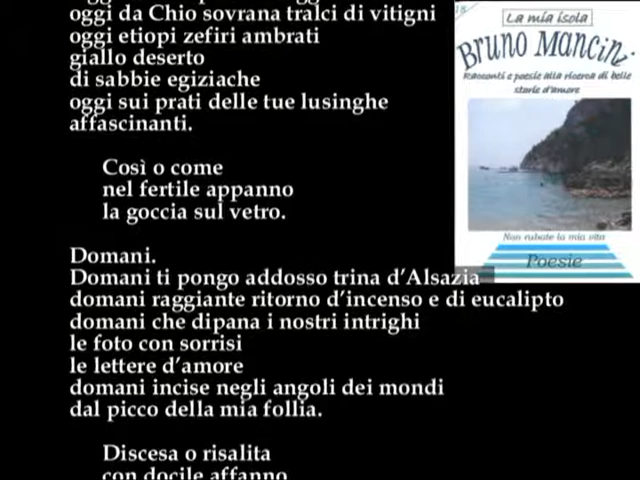 oggi da Chio sovrana tralci di vitigni
oggi etiopi zefiri ambrati
giallo deserto
di sabbie egiziache
oggi sui prati delle tue lusinghe
affascinanti.
Così o come
nel fertile appanno
la goccia sul vetro.
Domani.
Domani ti pongo addosso trina d'Alsazia
domani raggiante ritorno d'incenso e di eucalipto
domani che dipana i nostri intrighi
le foto con sorrisi
le lettere d'amore
domani incise negli angoli dei mondi
dal picco della mia follia.
Discesa o risalita
con docile affanno
La mia isola
Bruno Mancini
Racconti e poesie alla ricerca di belle
storie d'amore
Non rubate la mia vita
Poesie